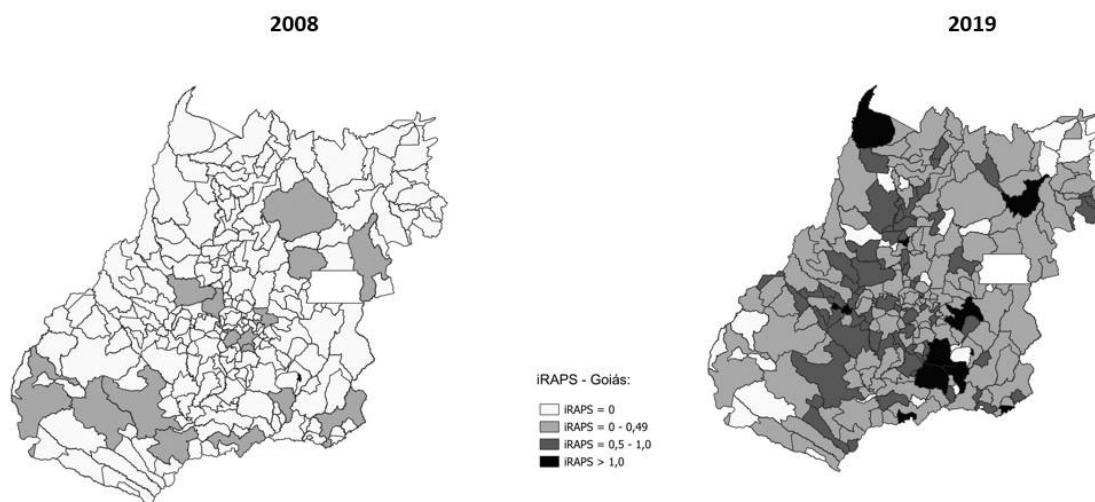 2008
2019
iRAPS - Goiás:
iRAPS = 0
iRAPS = 0 - 0,49
iRAPS = 0,5 - 1,0
iRAPS > 1,0